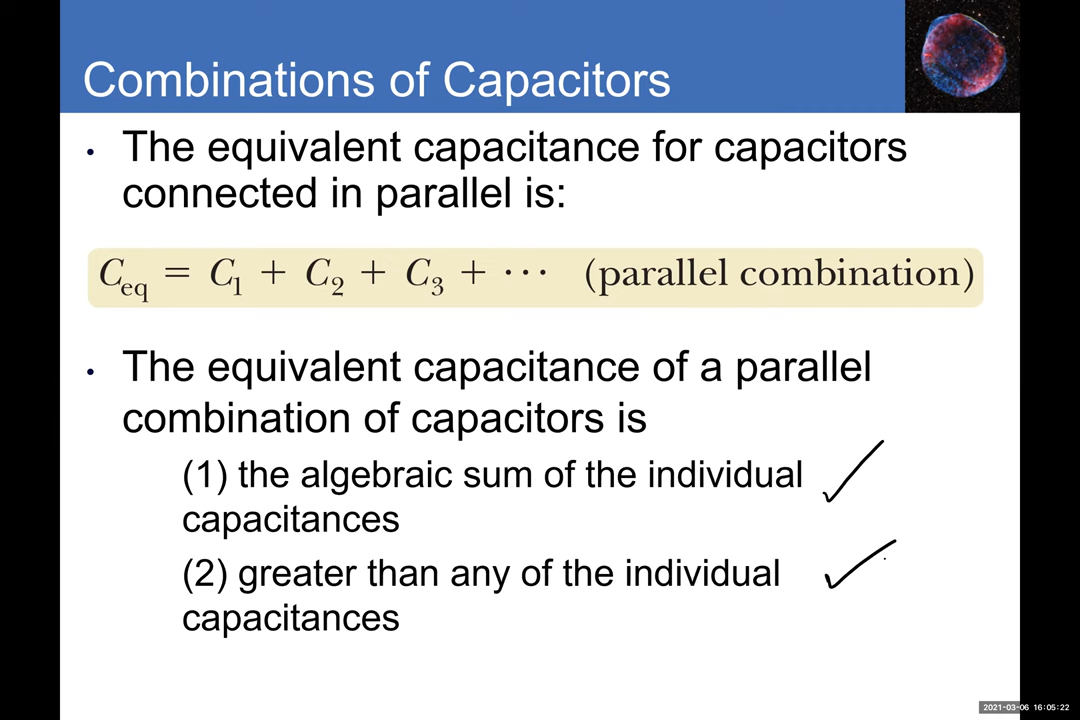 Combinations of Capacitors
• The equivalent capacitance for capacitors
connected in parallel is:
C_eq = C_1 + C_2 + C_3 + ⋯ (parallel combination)
• The equivalent capacitance of a parallel
combination of capacitors is
(1) the algebraic sum of the individual
capacitances
(2) greater than any of the individual
capacitances
2021-03-06 16:05:22